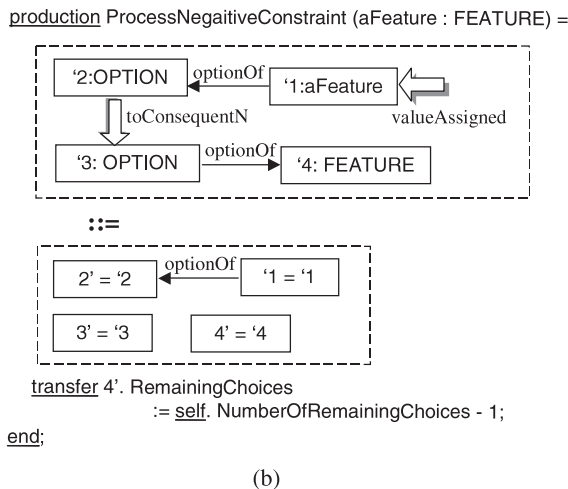 production ProcessNegaitiveConstraint (aFeature : FEATURE) =
‘2:OPTION
optionOf
‘1:aFeature
toConsequentN
valueAssigned
‘3: OPTION
optionOf
‘4: FEATURE
::=
optionOf
2’ = ‘2
‘1 = ‘1
3’ = ‘3
4’ = ‘4
transfer 4’. RemainingChoices
:= self. NumberOfRemainingChoices - 1;
end;
(b)